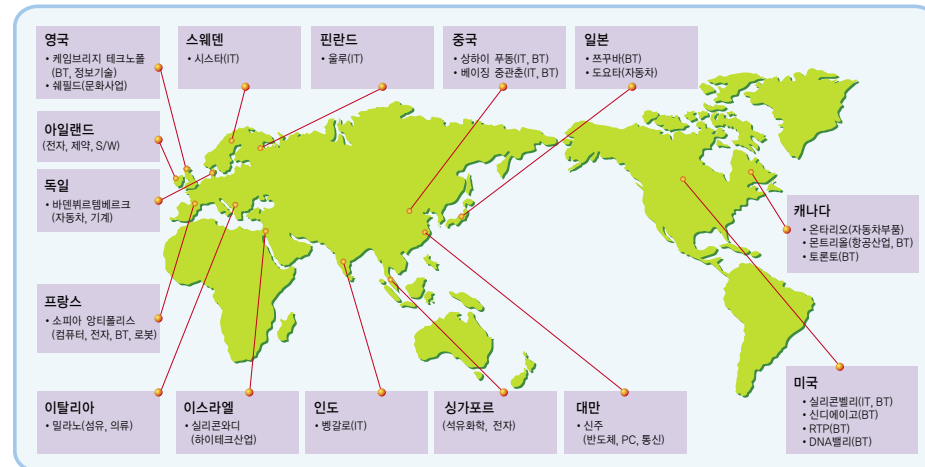 영국
• 케임브리지 테크노폴
(BT, 정보기술)
• 쉐필드(문화사업)
스웨덴
• 시스타(IT)
핀란드
• 울루(IT)
중국
• 상하이 푸동(IT, BT)
• 베이징 중관춘(IT, BT)
일본
• 쯔꾸바(BT)
• 도요타(자동차)
아일랜드
(전자, 제약, S/W)
독일
• 바덴뷔르템베르크
(자동차, 기계)
프랑스
• 소피아 앙티폴리스
(컴퓨터, 전자, BT, 로봇)
캐나다
• 온타리오(자동차부품)
• 몬트리올(항공산업, BT)
• 토론토(BT)
이탈리아
• 밀라노(섬유, 의류)
이스라엘
• 실리콘와디
(하이테크산업)
인도
• 벵갈로(IT)
싱가포르
(석유화학, 전자)
대만
• 신주
(반도체, PC, 통신)
미국
• 실리콘벨리(IT, BT)
• 신디에이고(BT)
• RTP(BT)
• DNA밸리(BT)